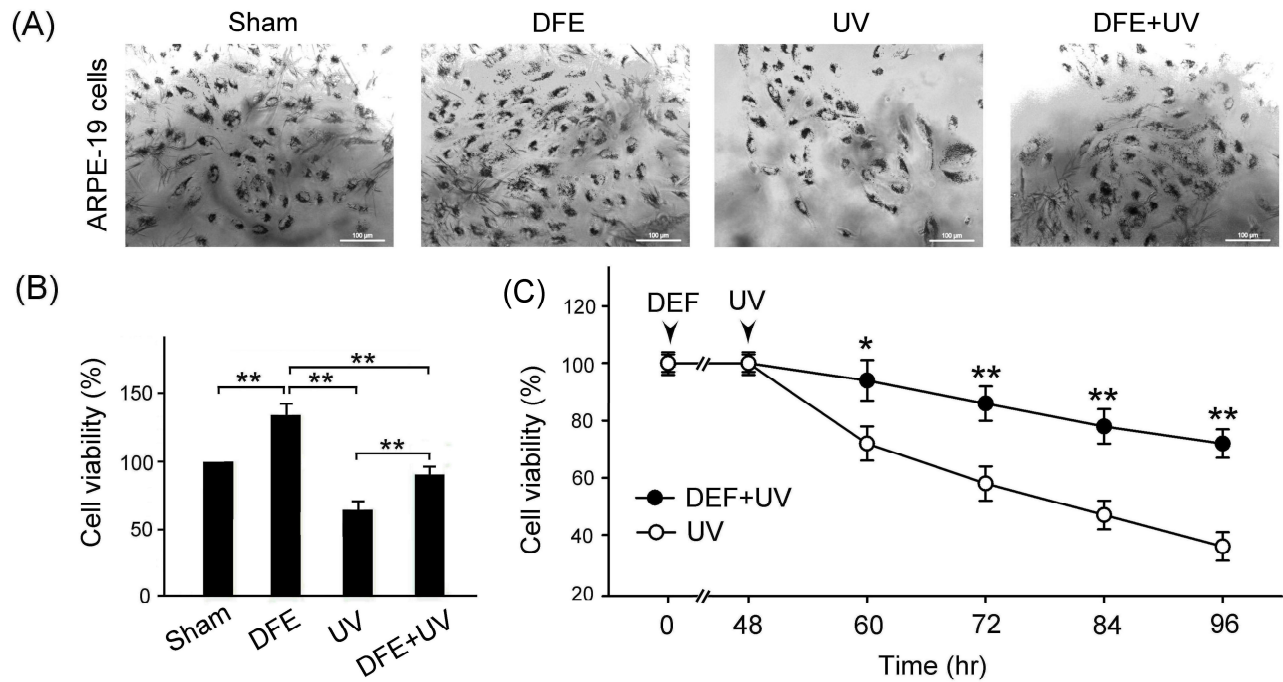 (A)
Sham
DFE
UV
DFE+UV
ARPE-19 cells
100 μm
100 μm
100 μm
100 μm
(B)
Cell viability (%)
150
100
50
0
**
**
**
**
Sham
DFE
UV
DFE+UV
(C)
Cell viability (%)
120
100
80
60
40
20
DEF
UV
*
**
**
**
DEF+UV
UV
0
48
60
72
84
96
Time (hr)